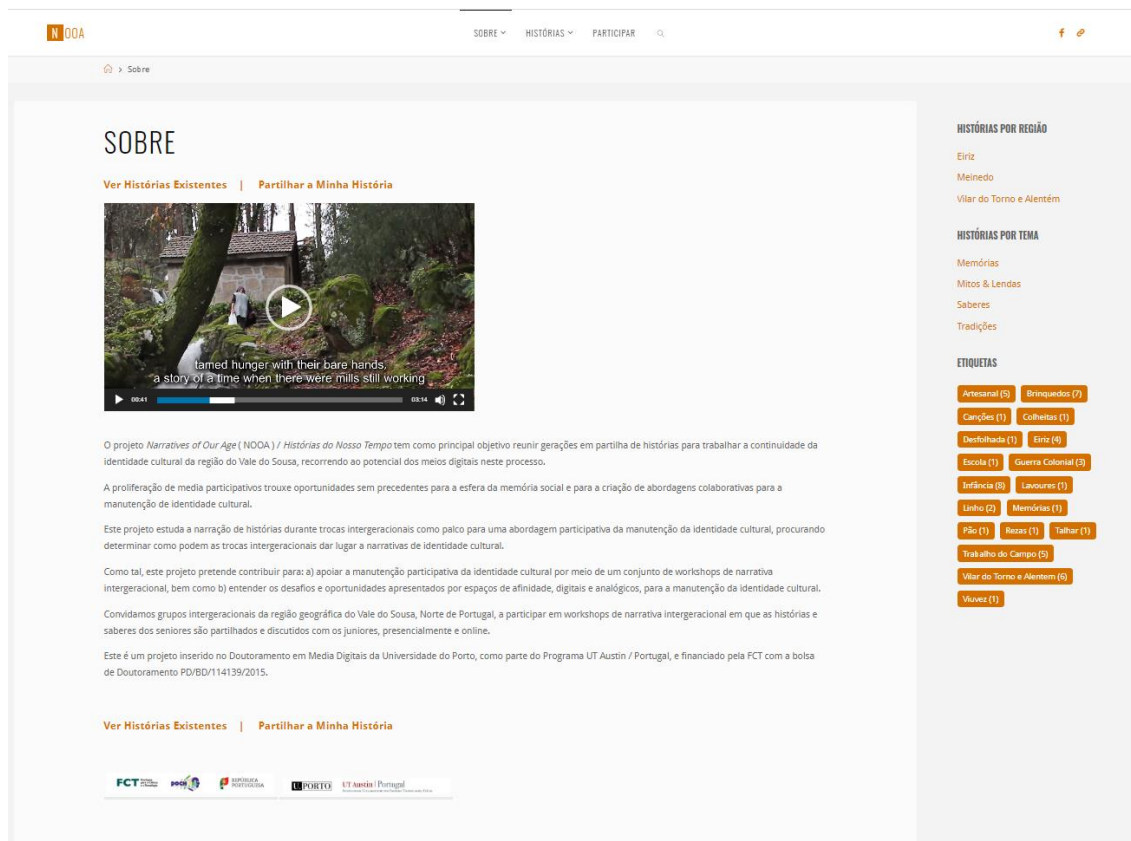 N OOA
SOBRE
HISTÓRIAS
PARTICIPAR
> Sobre
SOBRE
Ver Histórias Existentes | Partilhar a Minha História
tamed hunger with their bare hands,
a story of a time when there were mills still working
00:41
03:14
O projeto Narratives of Our Age ( NOOA ) / Histórias do Nosso Tempo tem como principal objetivo reunir gerações em partilha de histórias para trabalhar a continuidade da
identidade cultural da região do Vale do Sousa, recorrendo ao potencial dos meios digitais neste processo.
A proliferação de media participativos trouxe oportunidades sem precedentes para a esfera da memória social e para a criação de abordagens colaborativas para a
manutenção de identidade cultural.
Este projeto estuda a narração de histórias durante trocas intergeracionais como palco para uma abordagem participativa da manutenção da identidade cultural, procurando
determinar como podem as trocas intergeracionais dar lugar a narrativas de identidade cultural.
Como tal, este projeto pretende contribuir para: a) apoiar a manutenção participativa da identidade cultural por meio de um conjunto de workshops de narrativa
intergeracional, bem como b) entender os desafios e oportunidades apresentados por espaços de afinidade, digitais e analógicos, para a manutenção da identidade cultural.
Convidamos grupos intergeracionais da região geográfica do Vale do Sousa, Norte de Portugal, a participar em workshops de narrativa intergeracional em que as histórias e
saberes dos seniores são partilhados e discutidos com os juniores, presencialmente e online.
Este é um projeto inserido no Doutoramento em Media Digitais da Universidade do Porto, como parte do Programa UT Austin / Portugal, e financiado pela FCT com a bolsa
de Doutoramento PD/BD/114139/2015.
Ver Histórias Existentes | Partilhar a Minha História
FCT
POCH
REPÚBLICA
PORTUGUESA
U.PORTO
UT Austin | Portugal
HISTÓRIAS POR REGIÃO
Eiriz
Meinedo
Vilar do Torno e Alentém
HISTÓRIAS POR TEMA
Memórias
Mitos & Lendas
Saberes
Tradições
ETIQUETAS
Artesanal (5) Brinquedos (7)
Canções (1) Colheitas (1)
Desfolhada (1) Eiriz (4)
Escola (1) Guerra Colonial (3)
Infância (8) Lavoures (1)
Linho (2) Memórias (1)
Pão (1) Rezas (1) Talhar (1)
Trabalho do Campo (5)
Vilar do Torno e Alentem (6)
Viuvez (1)